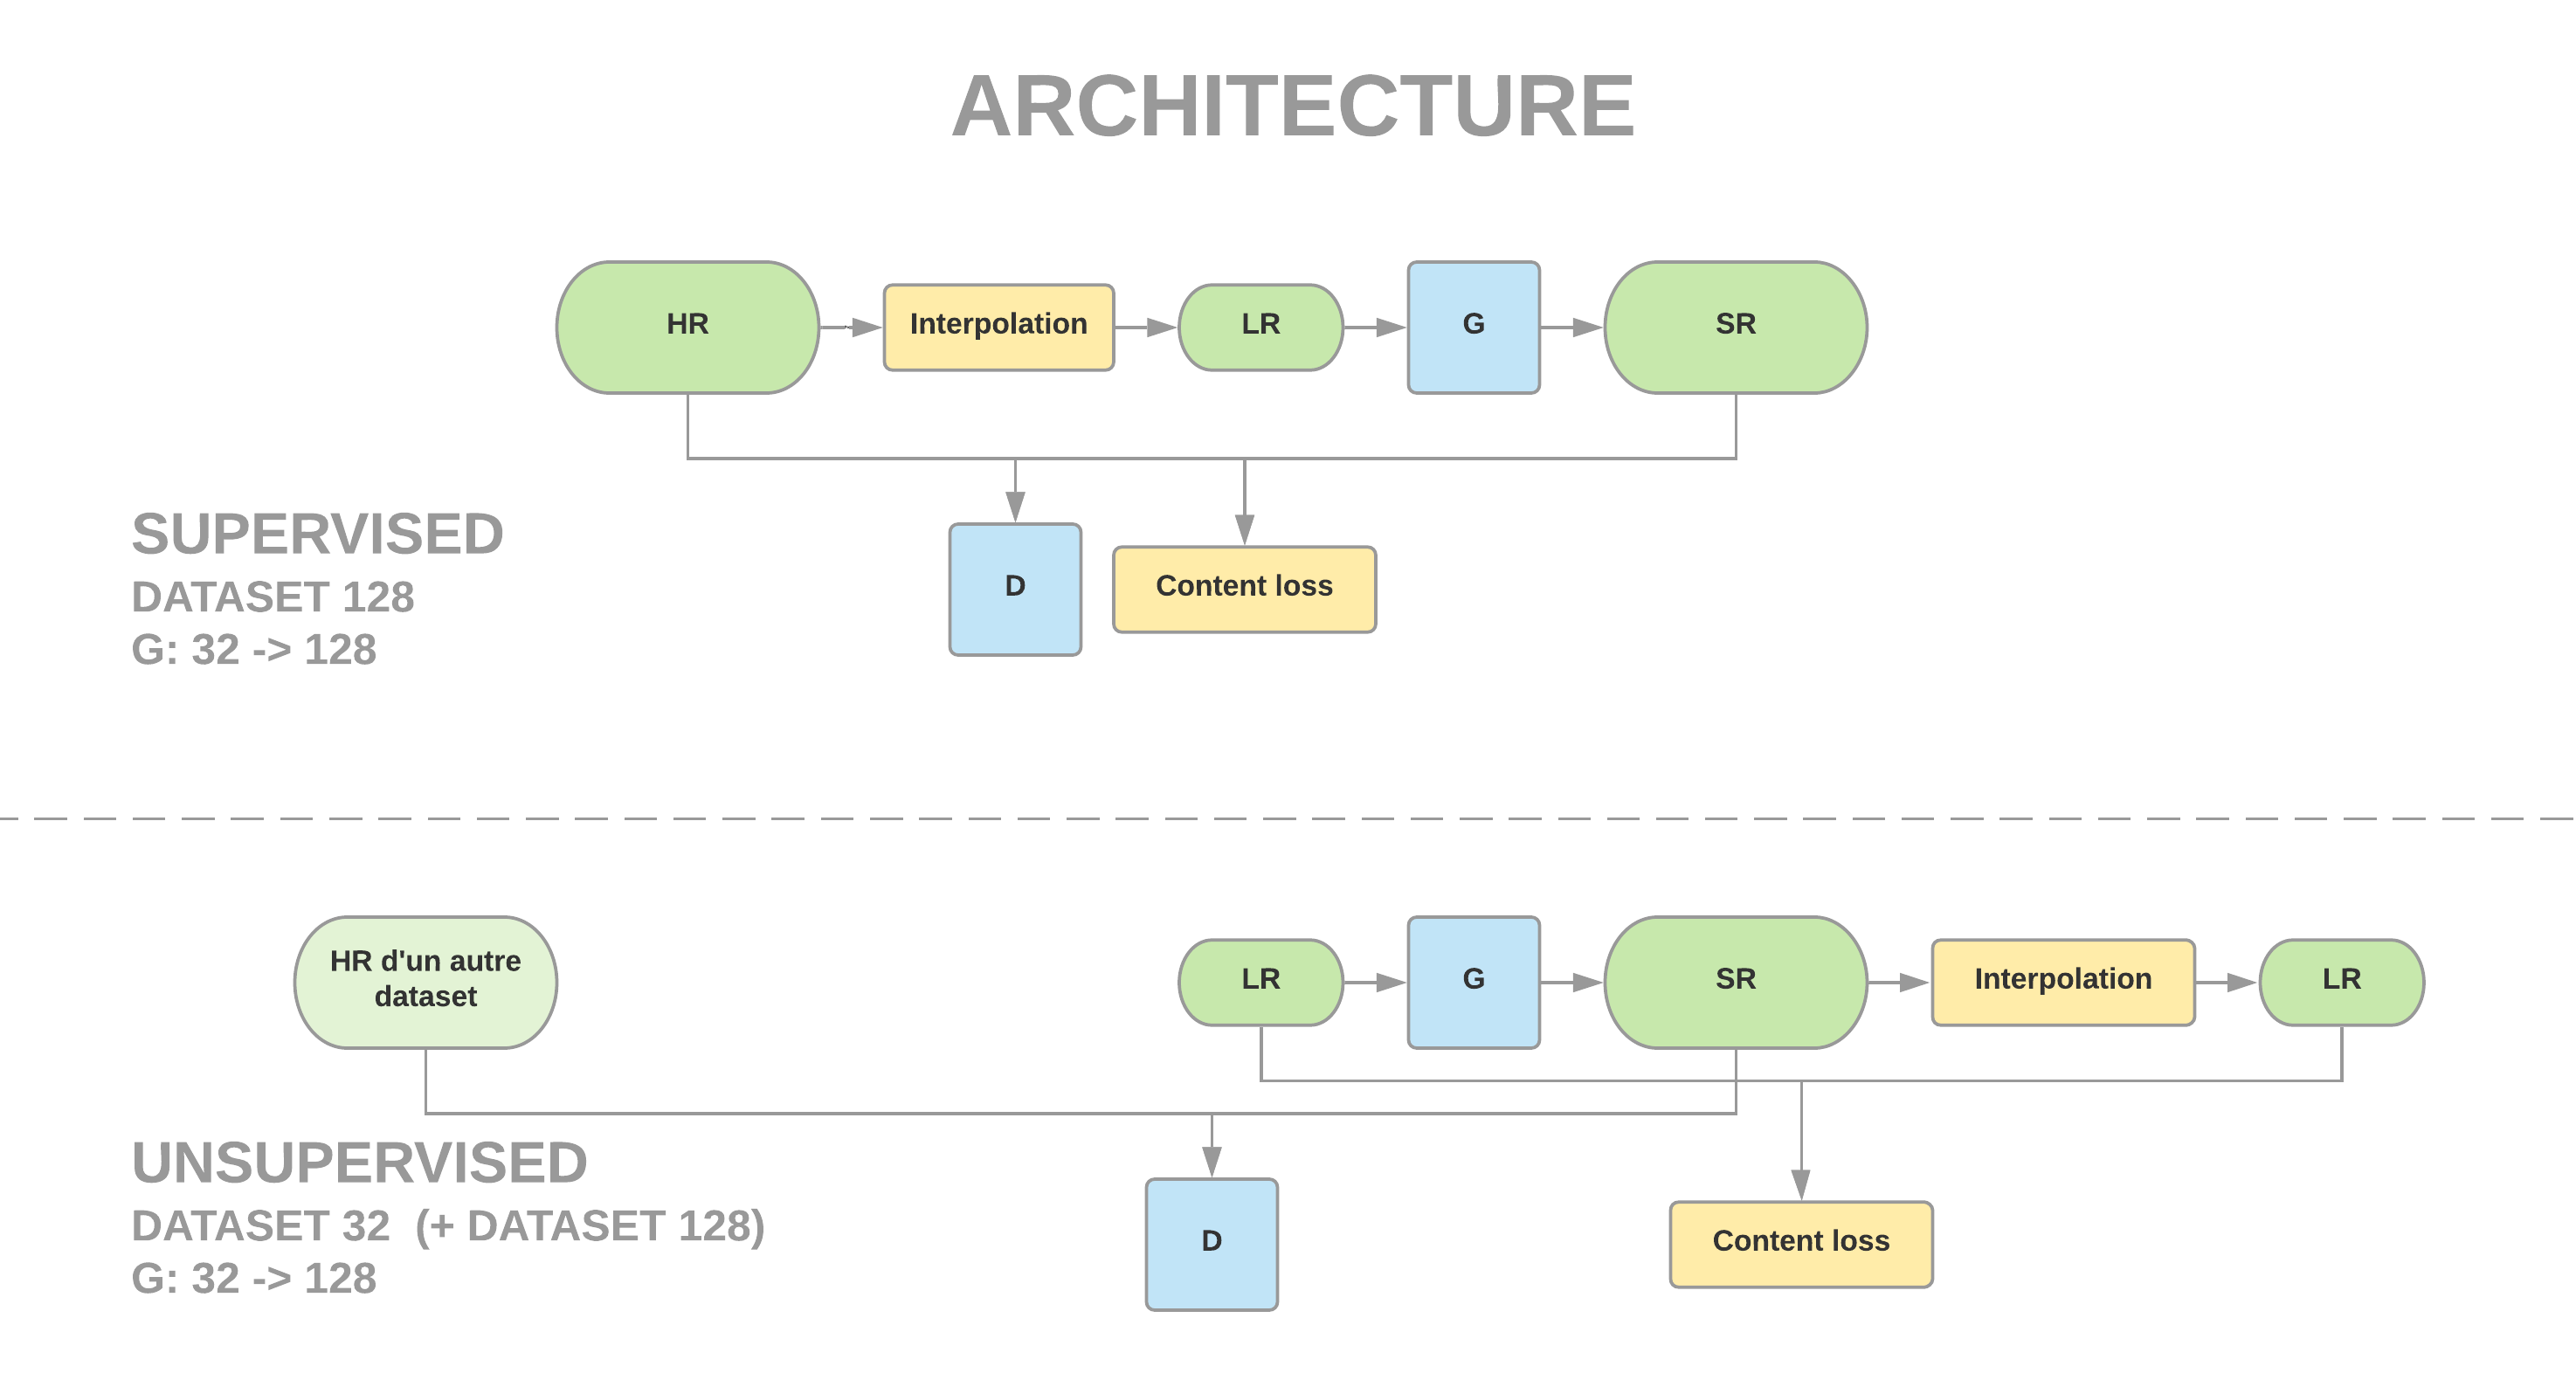 ARCHITECTURE
HR
Interpolation
LR
G
SR
D
Content loss
SUPERVISED
DATASET 128
G: 32 -> 128
HR d'un autre
dataset
LR
G
SR
Interpolation
LR
D
Content loss
UNSUPERVISED
DATASET 32  (+ DATASET 128)
G: 32 -> 128